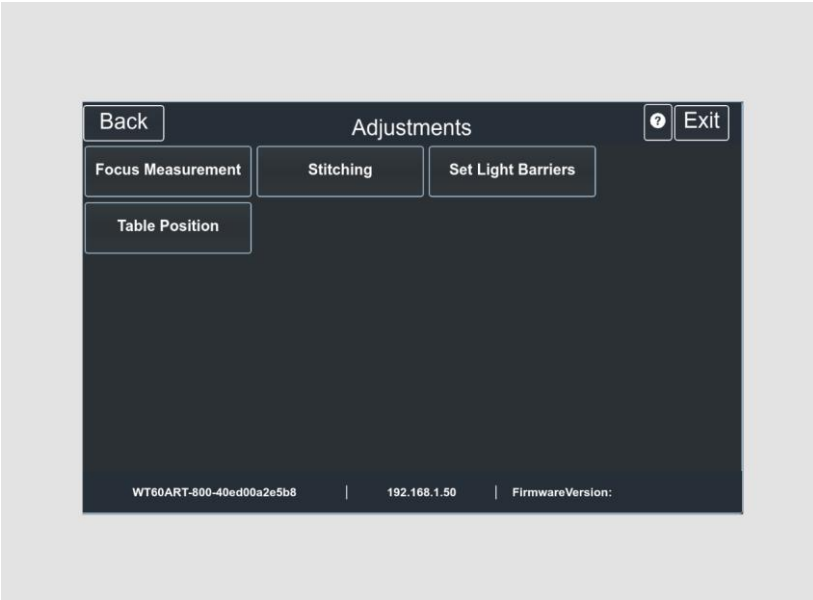 Back
Adjustments
? Exit
Focus Measurement
Stitching
Set Light Barriers
Table Position
WT60ART-800-40ed00a2e5b8 | 192.168.1.50 | FirmwareVersion: